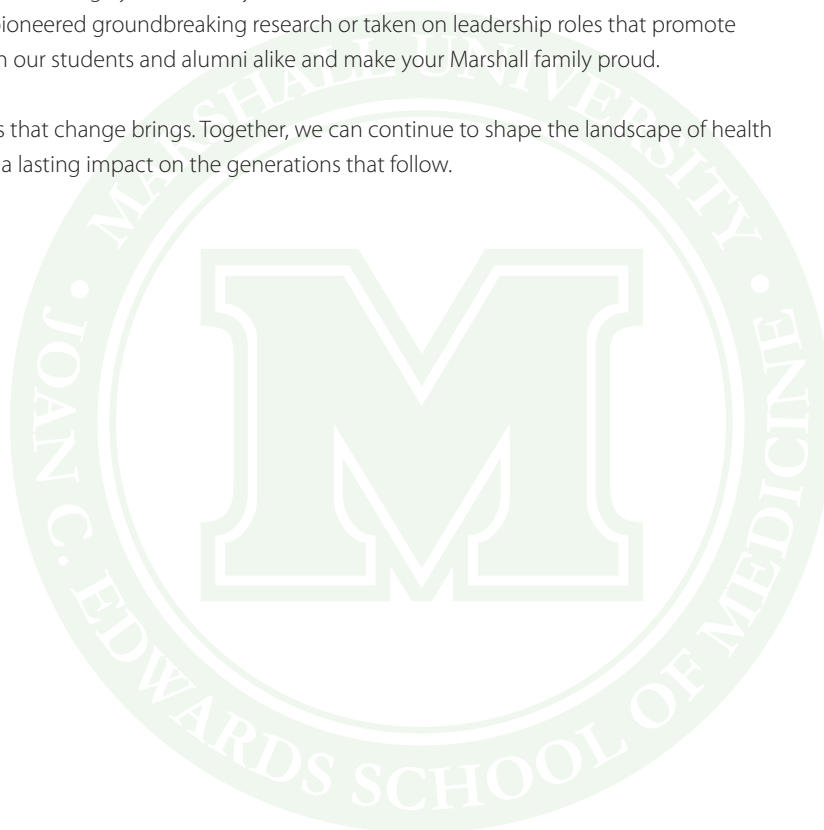 pioneered groundbreaking research or taken on leadership roles that promote
our students and alumni alike and make your Marshall family proud.
that change brings. Together, we can continue to shape the landscape of health
a lasting impact on the generations that follow.
MARSHALL UNIVERSITY
• JOAN C. EDWARDS SCHOOL OF MEDICINE •
M